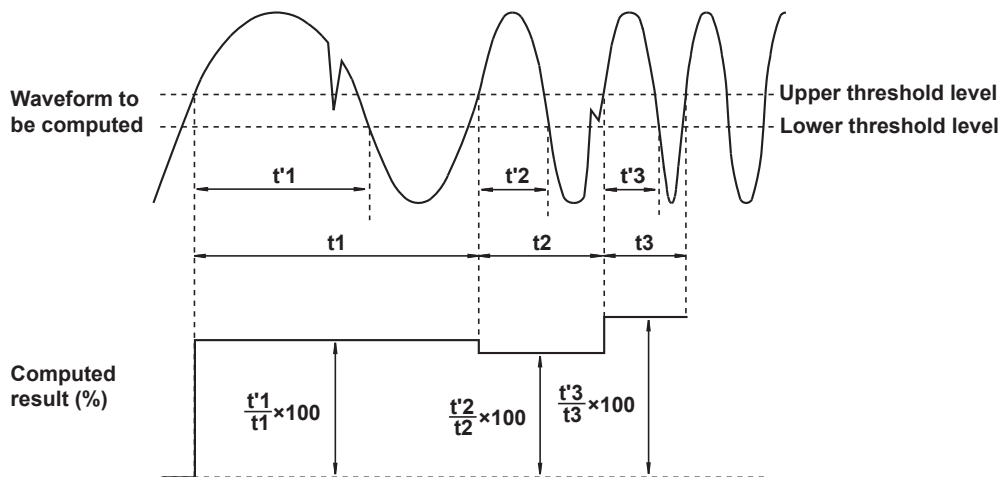 Waveform to
be computed
Upper threshold level
Lower threshold level
t'1
t'2
t'3
t1
t2
t3
Computed
result (%)
t'1
t1
×100
t'2
t2
×100
t'3
t3
×100